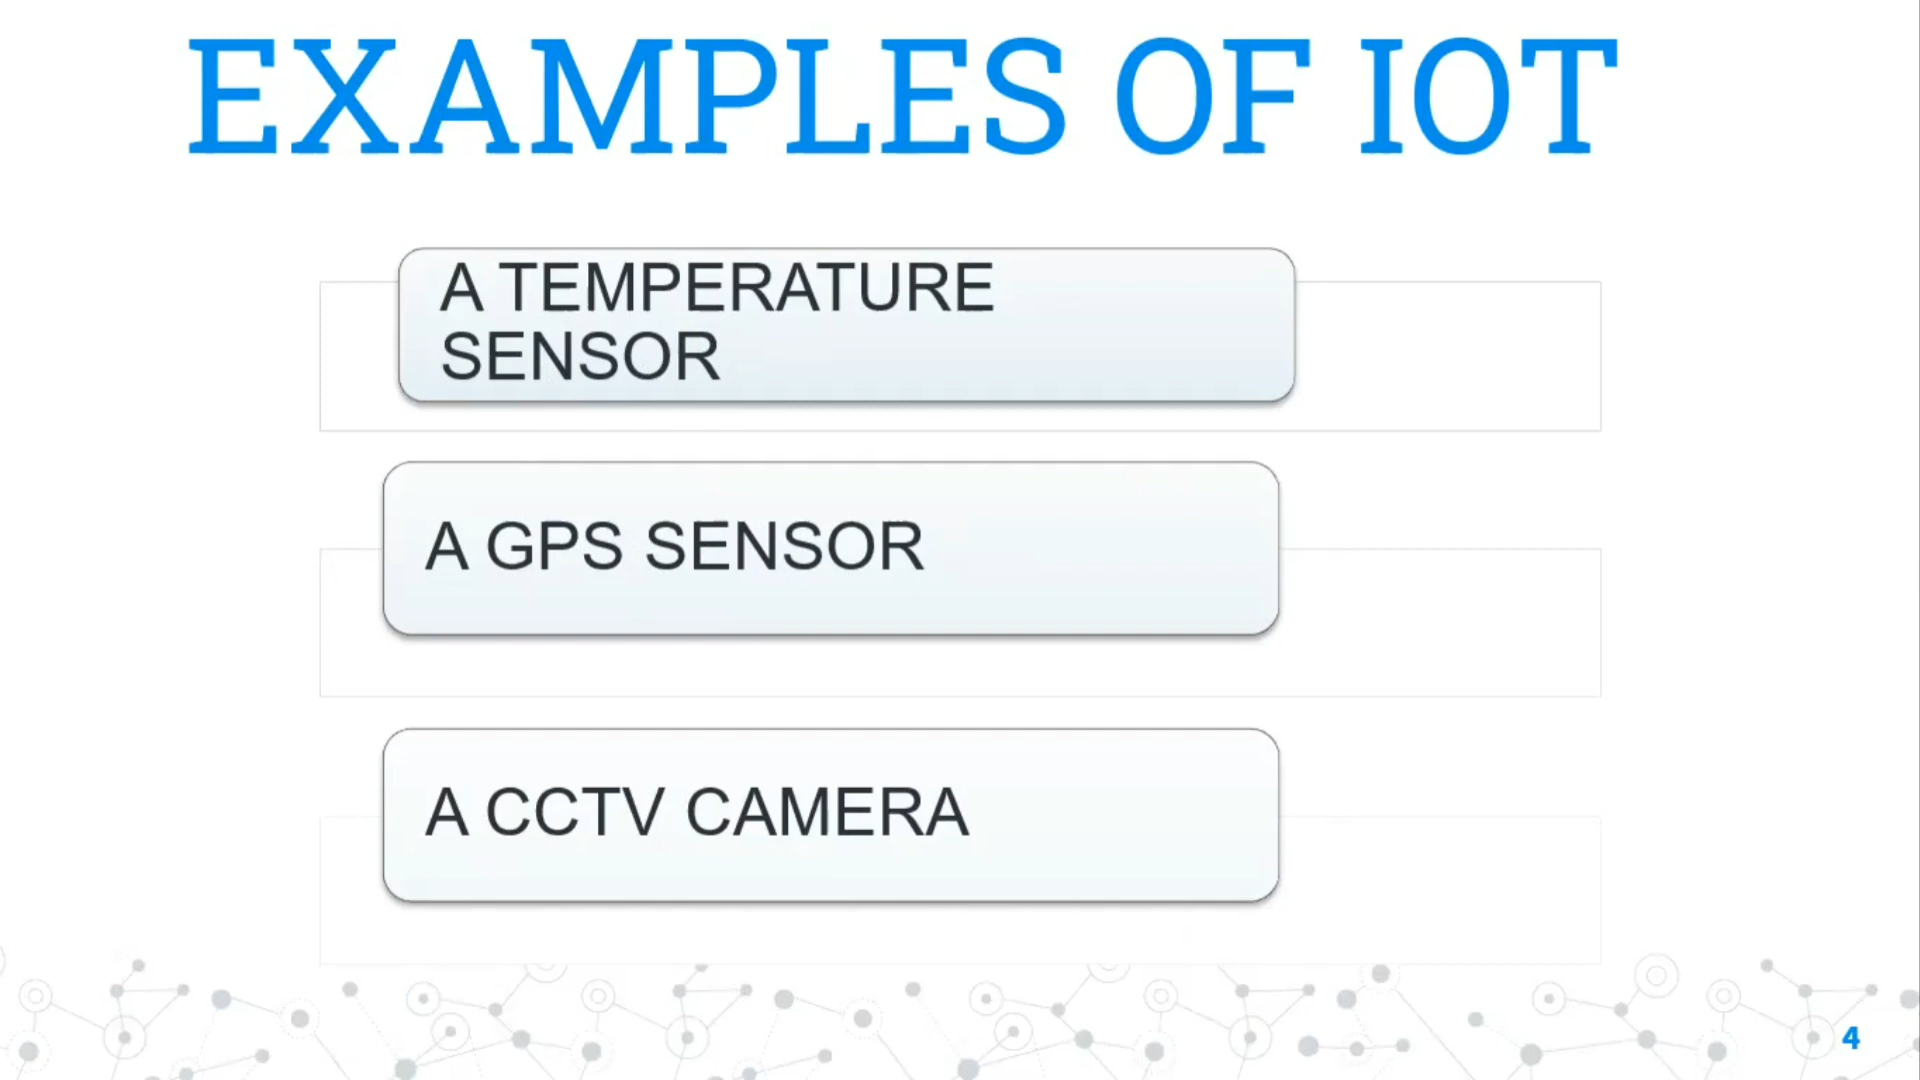 EXAMPLES OF IOT
A TEMPERATURE
SENSOR
A GPS SENSOR
A CCTV CAMERA
4